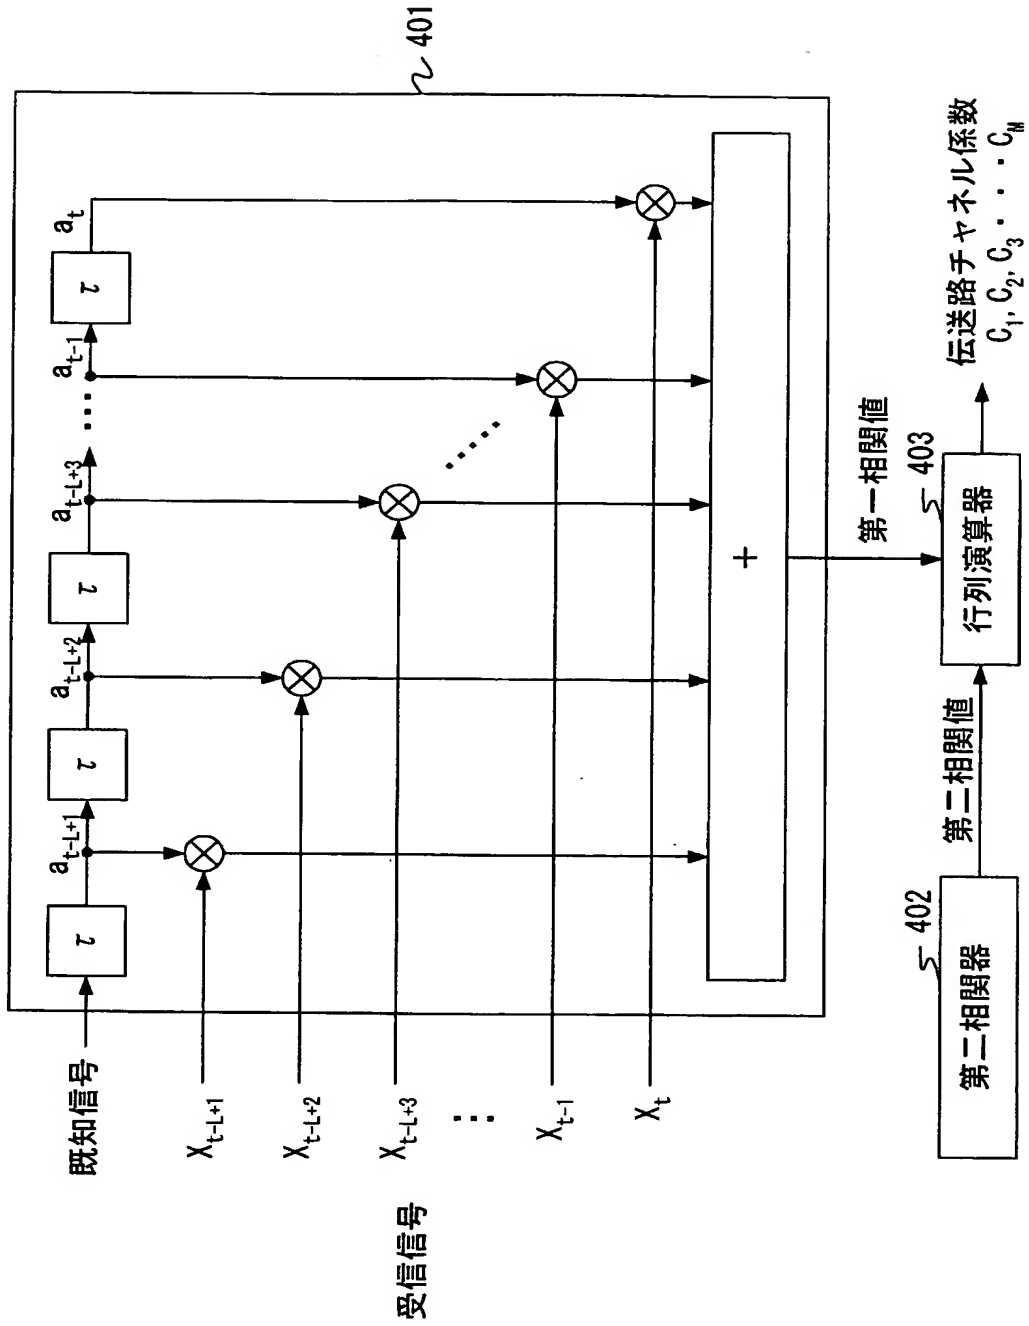 401
既知信号
τ
a_{t-L+1}
τ
a_{t-L+2}
τ
a_{t-L+3}
・・・
a_{t-1}
τ
a_t
受信信号
X_{t-L+1}
X_{t-L+2}
X_{t-L+3}
・・・
X_{t-1}
X_t
+
第一相関値
402
第二相関器
第二相関値
403
行列演算器
伝送路チャネル係数
C_1, C_2, C_3・・・C_M